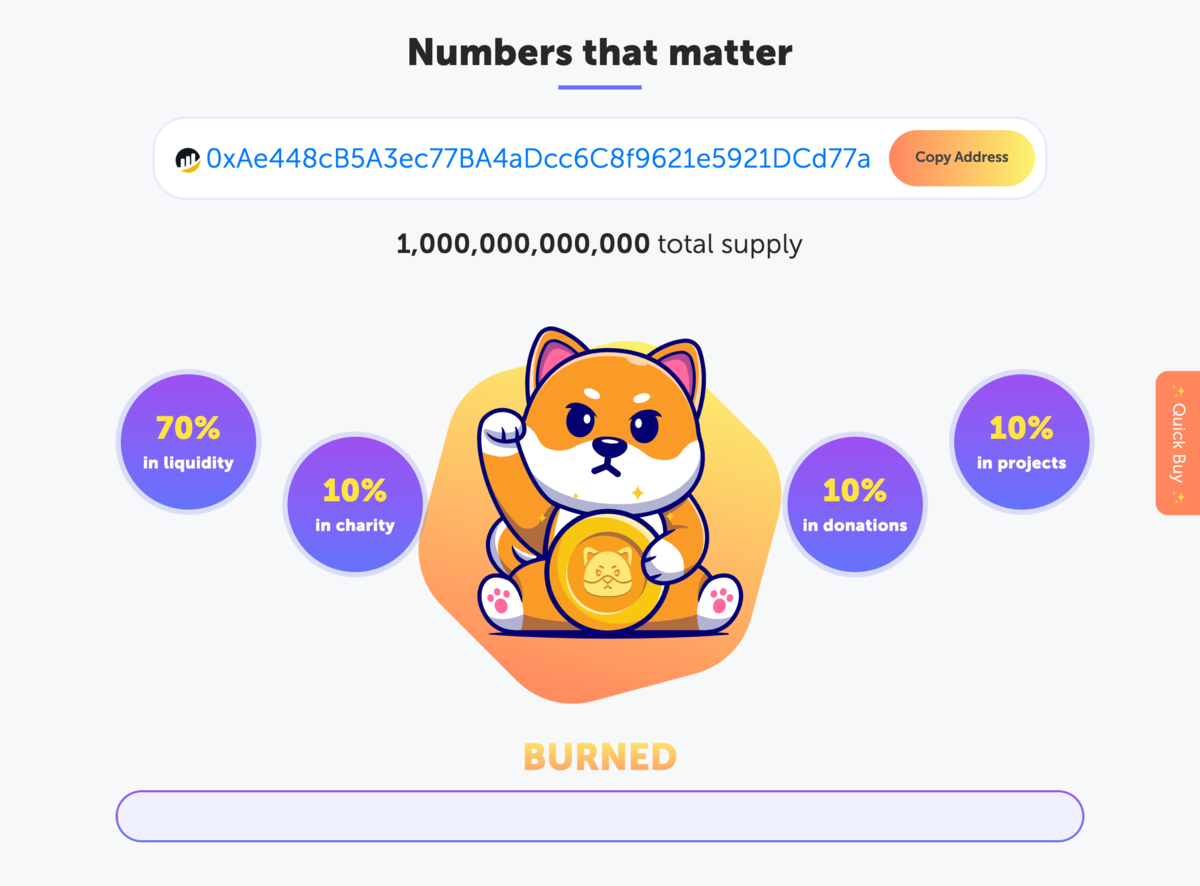 Numbers that matter
0xAe448cB5A3ec77BA4aDcc6C8f9621e5921DCd77a
Copy Address
1,000,000,000,000 total supply
70%
in liquidity
10%
in charity
10%
in donations
10%
in projects
✨ Quick Buy ✨
BURNED